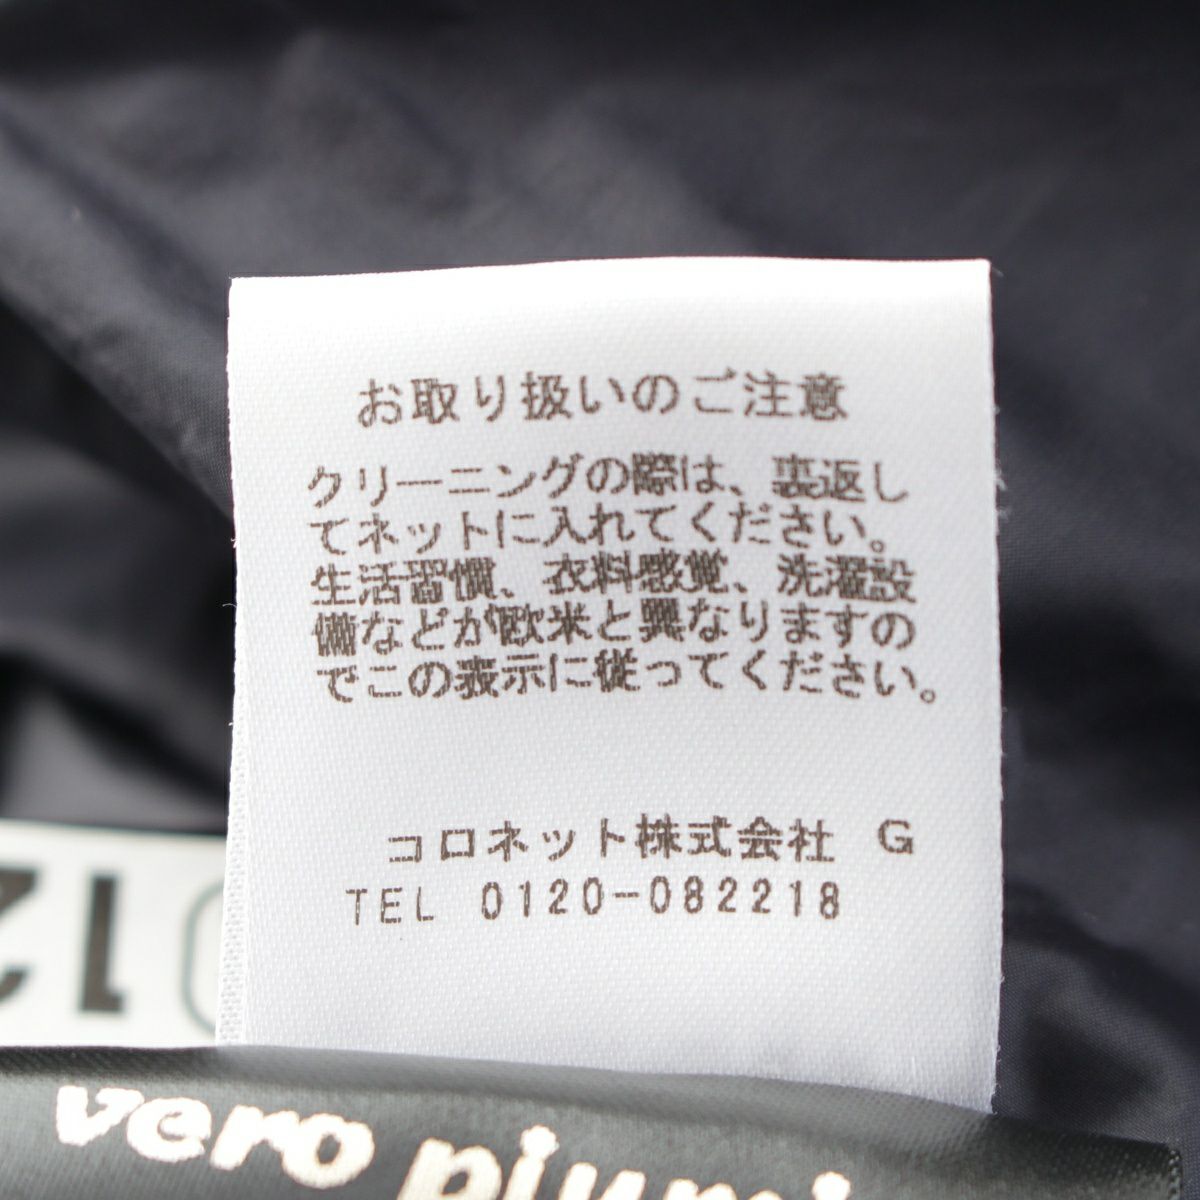 お取り扱いのご注意
クリーニングの際は、裏返し
てネットに入れてください。
生活習慣、衣料感覚、洗濯設
備などが欧米と異なりますの
でこの表示に従ってください。
コロネット株式会社 G
TEL 0120-082218
12
vero piumi